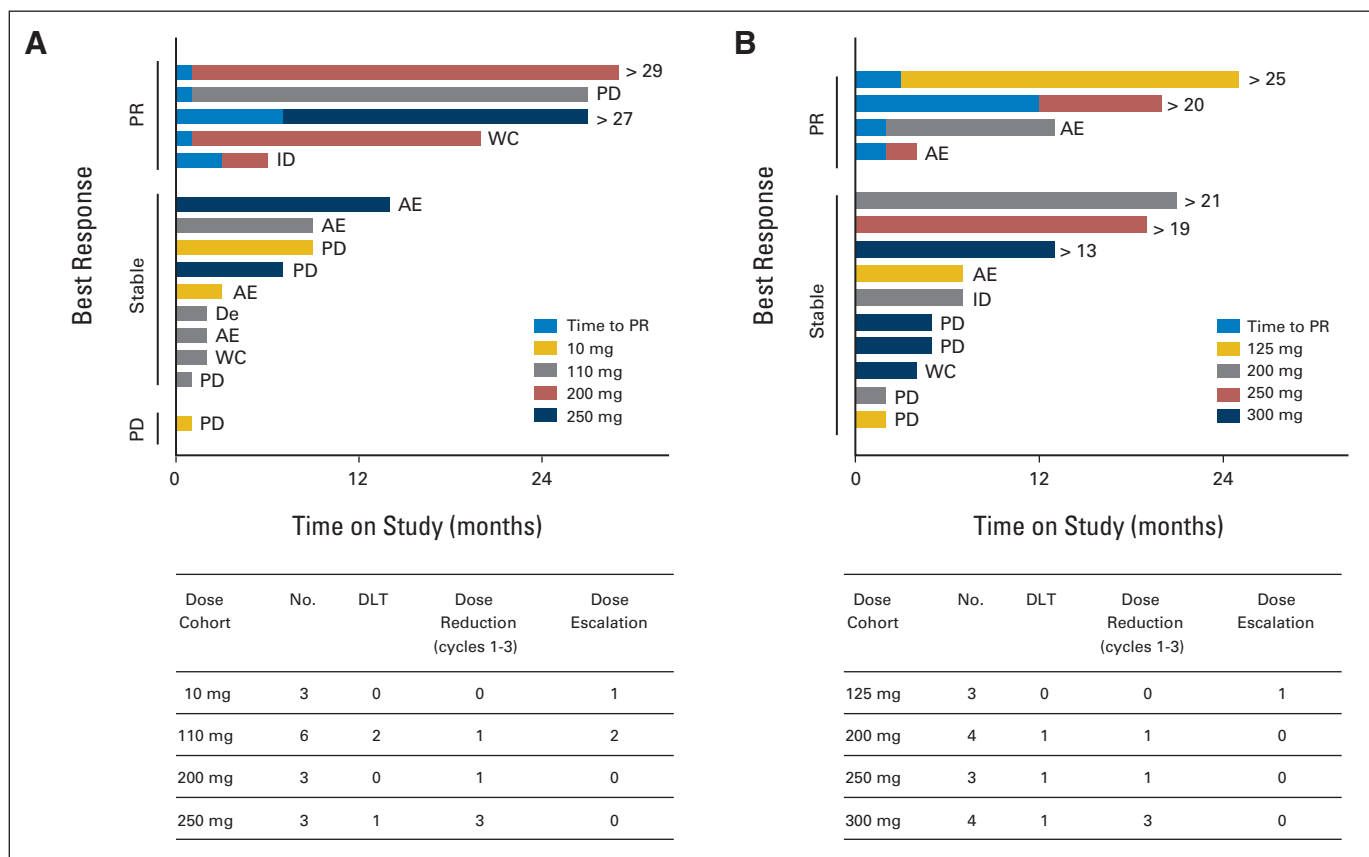 A
PR
> 29
PD
> 27
WC
ID
Best Response
Stable
AE
AE
PD
PD
AE
De
AE
WC
PD
PD
PD
Time to PR
10 mg
110 mg
200 mg
250 mg
0
12
24
Time on Study (months)
Dose Cohort
No.
DLT
Dose Reduction (cycles 1-3)
Dose Escalation
10 mg 3 0 0 1
110 mg 6 2 1 2
200 mg 3 0 1 0
250 mg 3 1 3 0
B
PR
> 25
> 20
AE
AE
Best Response
Stable
> 21
> 19
> 13
AE
ID
PD
PD
WC
PD
PD
Time to PR
125 mg
200 mg
250 mg
300 mg
0
12
24
Time on Study (months)
Dose Cohort
No.
DLT
Dose Reduction (cycles 1-3)
Dose Escalation
125 mg 3 0 0 1
200 mg 4 1 1 0
250 mg 3 1 1 0
300 mg 4 1 3 0